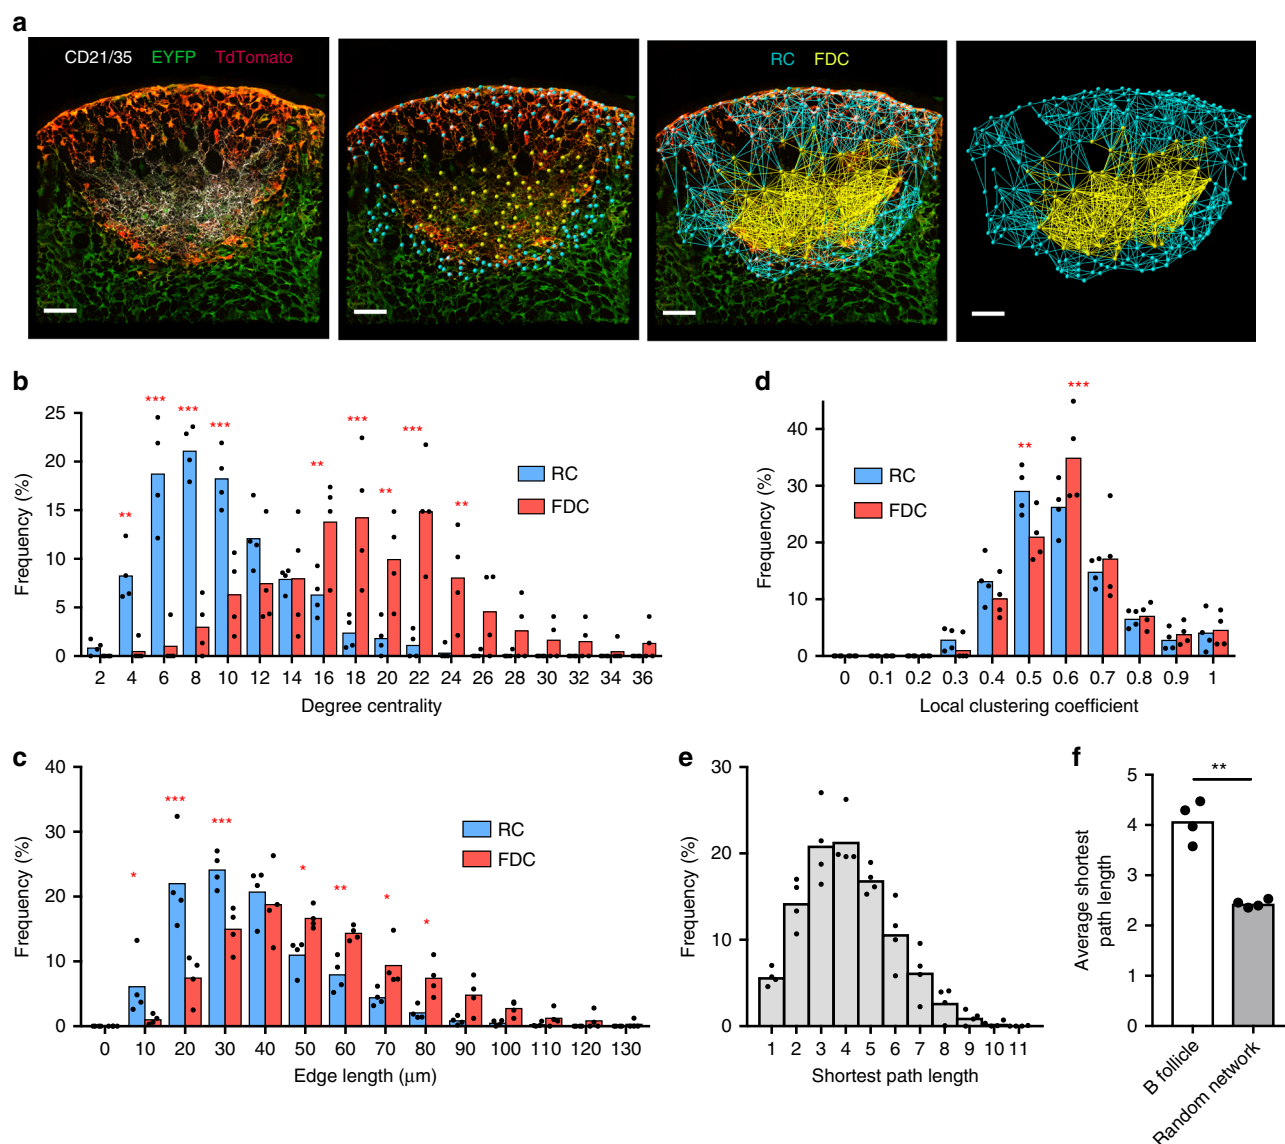 a
CD21/35 EYFP TdTomato
RC FDC
b
Frequency (%)
25
20
15
10
5
0
** *** *** *** ** *** ** *** **
RC
FDC
2 4 6 8 10 12 14 16 18 20 22 24 26 28 30 32 34 36
Degree centrality
d
Frequency (%)
40
30
20
10
0
** ***
RC
FDC
0 0.1 0.2 0.3 0.4 0.5 0.6 0.7 0.8 0.9 1
Local clustering coefficient
c
Frequency (%)
40
30
20
10
0
* *** *** * ** * *
RC
FDC
0 10 20 30 40 50 60 70 80 90 100 110 120 130
Edge length (μm)
e
Frequency (%)
30
20
10
0
1 2 3 4 5 6 7 8 9 10 11
Shortest path length
f
Average shortest
path length
5
4
3
2
1
0
**
B follicle
Random network